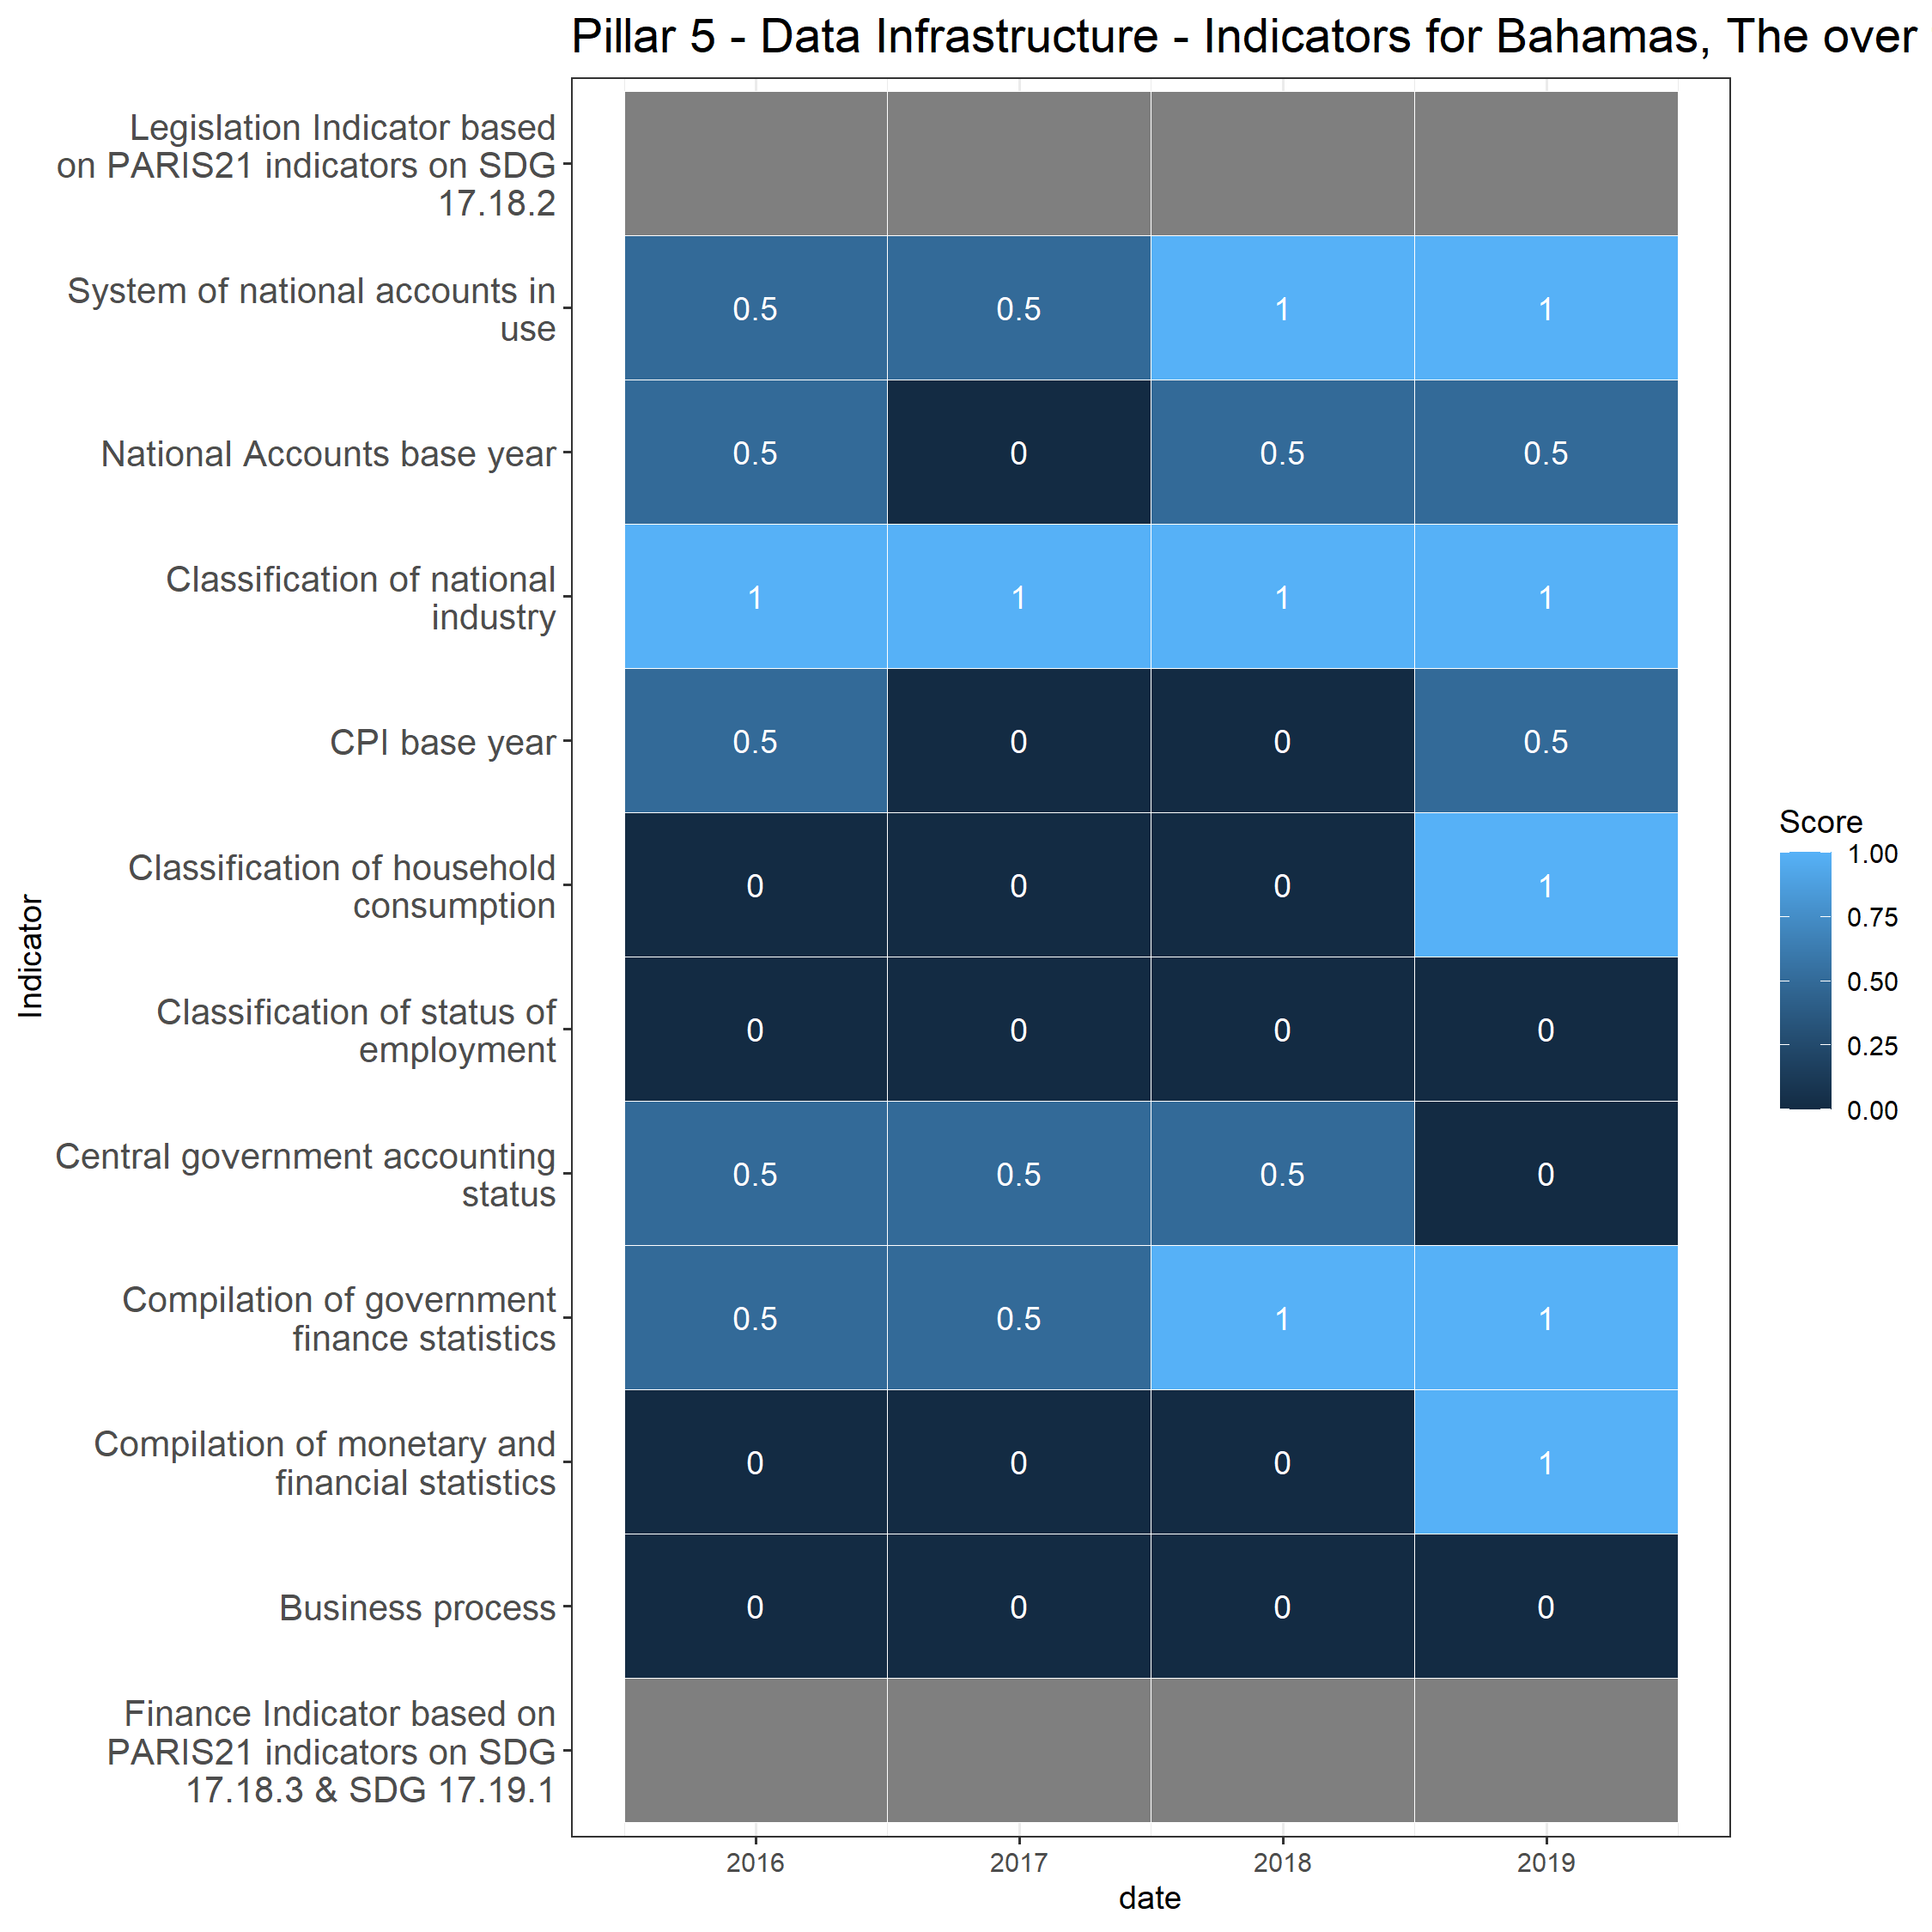 Pillar 5 - Data Infrastructure - Indicators for Bahamas, The over
Indicator
Legislation Indicator based
on PARIS21 indicators on SDG
17.18.2
System of national accounts in
use
0.5 0.5 1 1
National Accounts base year
0.5 0 0.5 0.5
Classification of national
industry
1 1 1 1
CPI base year
0.5 0 0 0.5
Classification of household
consumption
0 0 0 1
Classification of status of
employment
0 0 0 0
Central government accounting
status
0.5 0.5 0.5 0
Compilation of government
finance statistics
0.5 0.5 1 1
Compilation of monetary and
financial statistics
0 0 0 1
Business process
0 0 0 0
Finance Indicator based on
PARIS21 indicators on SDG
17.18.3 & SDG 17.19.1
2016 2017 2018 2019
date
Score
1.00
0.75
0.50
0.25
0.00